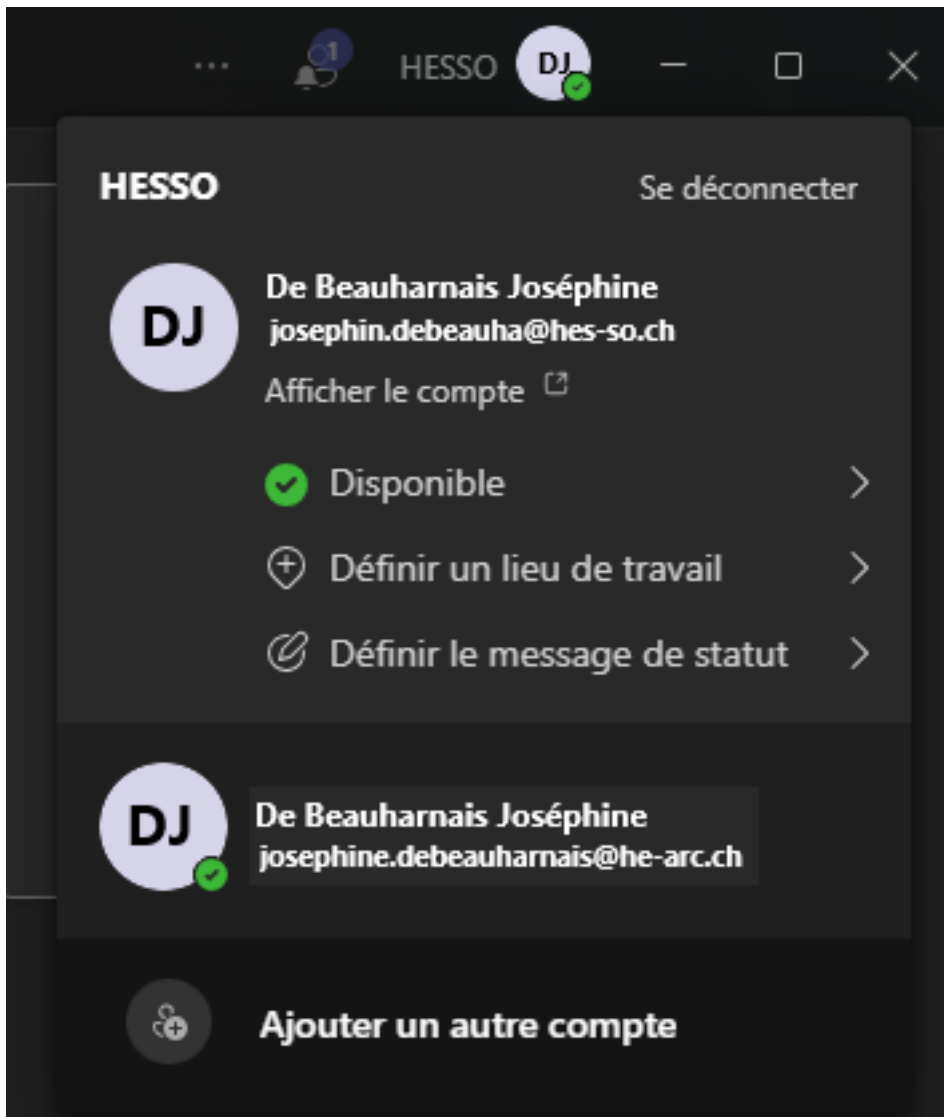 ... 1 HESSO DJ
HESSO Se déconnecter
DJ
De Beauharnais Joséphine
josephin.debeauha@hes-so.ch
Afficher le compte
Disponible
Définir un lieu de travail
Définir le message de statut
DJ
De Beauharnais Joséphine
josephine.debeauharnais@he-arc.ch
Ajouter un autre compte